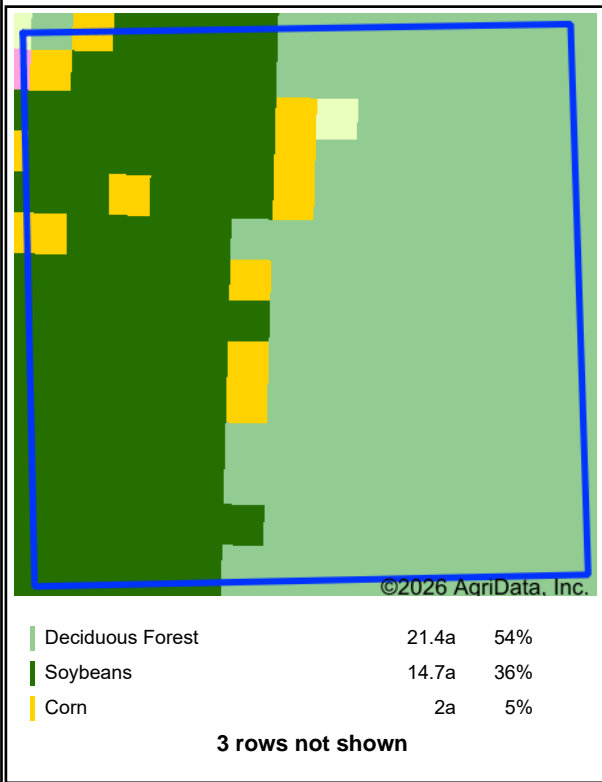 ©2026 AgriData, Inc.
Deciduous Forest 21.4a 54%
Soybeans 14.7a 36%
Corn 2a 5%
3 rows not shown